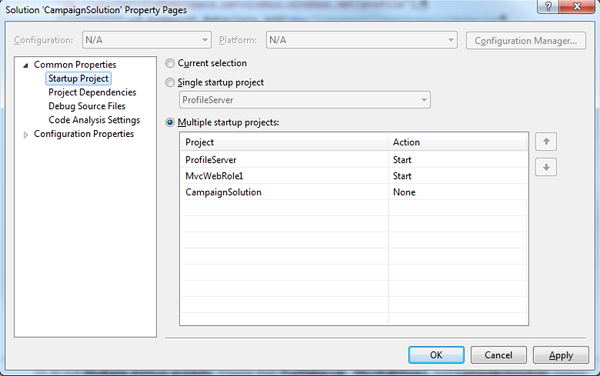 Solution 'CampaignSolution' Property Pages
Configuration: N/A Platform: N/A Configuration Manager...
Common Properties
Startup Project
Project Dependencies
Debug Source Files
Code Analysis Settings
Configuration Properties
Current selection
Single startup project
ProfileServer
Multiple startup projects:
Project Action
ProfileServer Start
MvcWebRole1 Start
CampaignSolution None
OK Cancel Apply